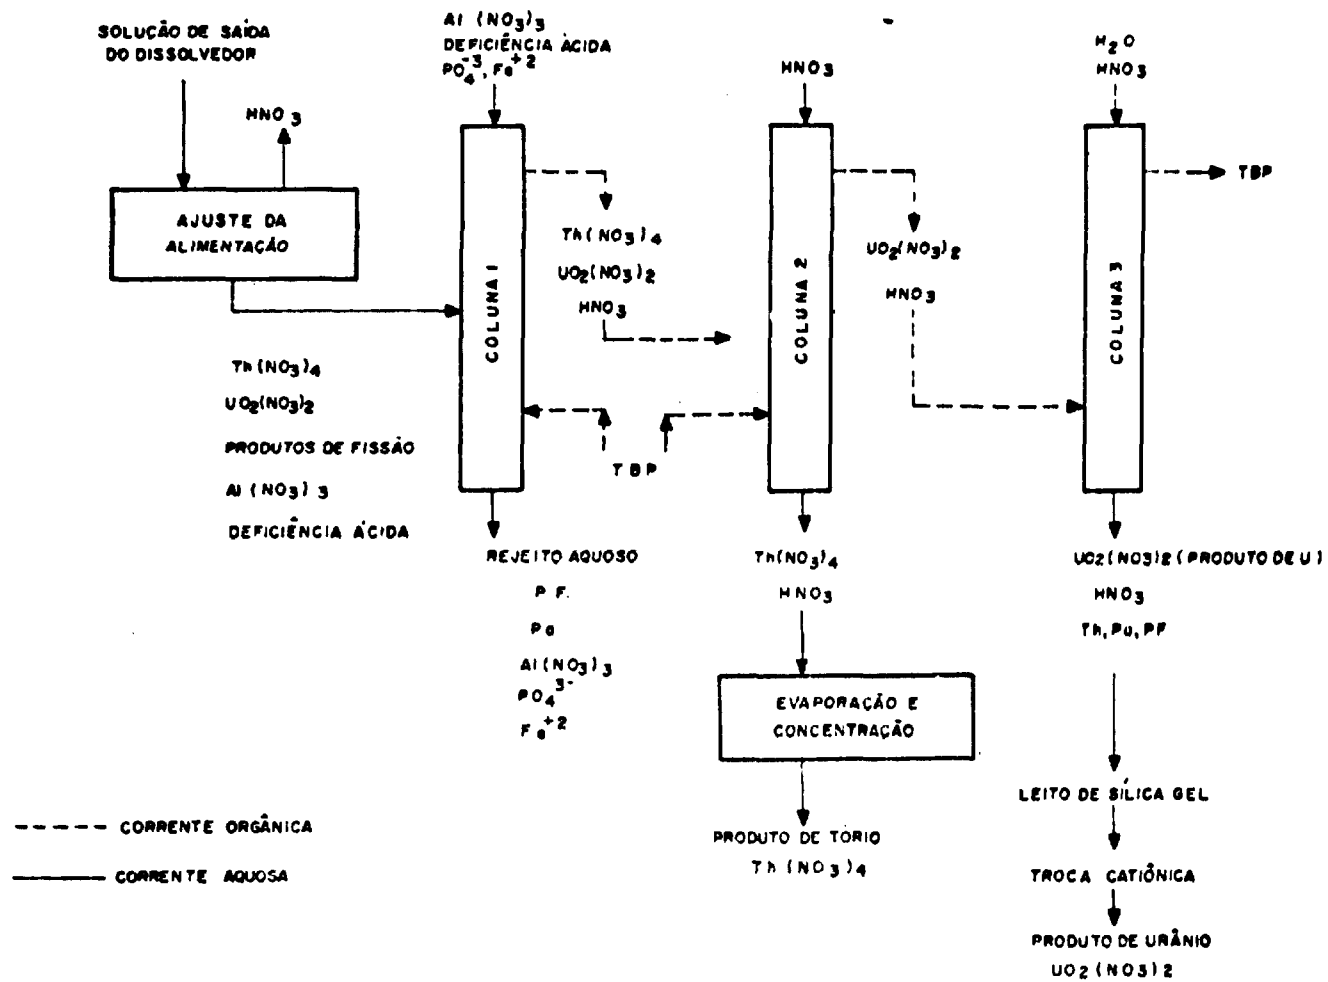 SOLUÇÃO DE SAÍDA
DO DISSOLVEDOR
HNO3
AJUSTE DA
ALIMENTAÇÃO
Th(NO3)4
UO2(NO3)2
PRODUTOS DE FISSÃO
Al(NO3)3
DEFICIÊNCIA ÁCIDA
Al (NO3)3
DEFICIÊNCIA ÁCIDA
PO4-3, Fe+2
COLUNA 1
Th(NO3)4
UO2(NO3)2
HNO3
TBP
REJEITO AQUOSO
P.F.
Pa
Al(NO3)3
PO4 3-
Fe+2
HNO3
COLUNA 2
UO2(NO3)2
HNO3
Th(NO3)4
HNO3
EVAPORAÇÃO E
CONCENTRAÇÃO
PRODUTO DE TÓRIO
Th(NO3)4
H2O
HNO3
COLUNA 3
TBP
UO2(NO3)2 (PRODUTO DE U)
HNO3
Th, Pa, PF
LEITO DE SÍLICA GEL
TROCA CATIÔNICA
PRODUTO DE URÂNIO
UO2(NO3)2
CORRENTE ORGÂNICA
CORRENTE AQUOSA